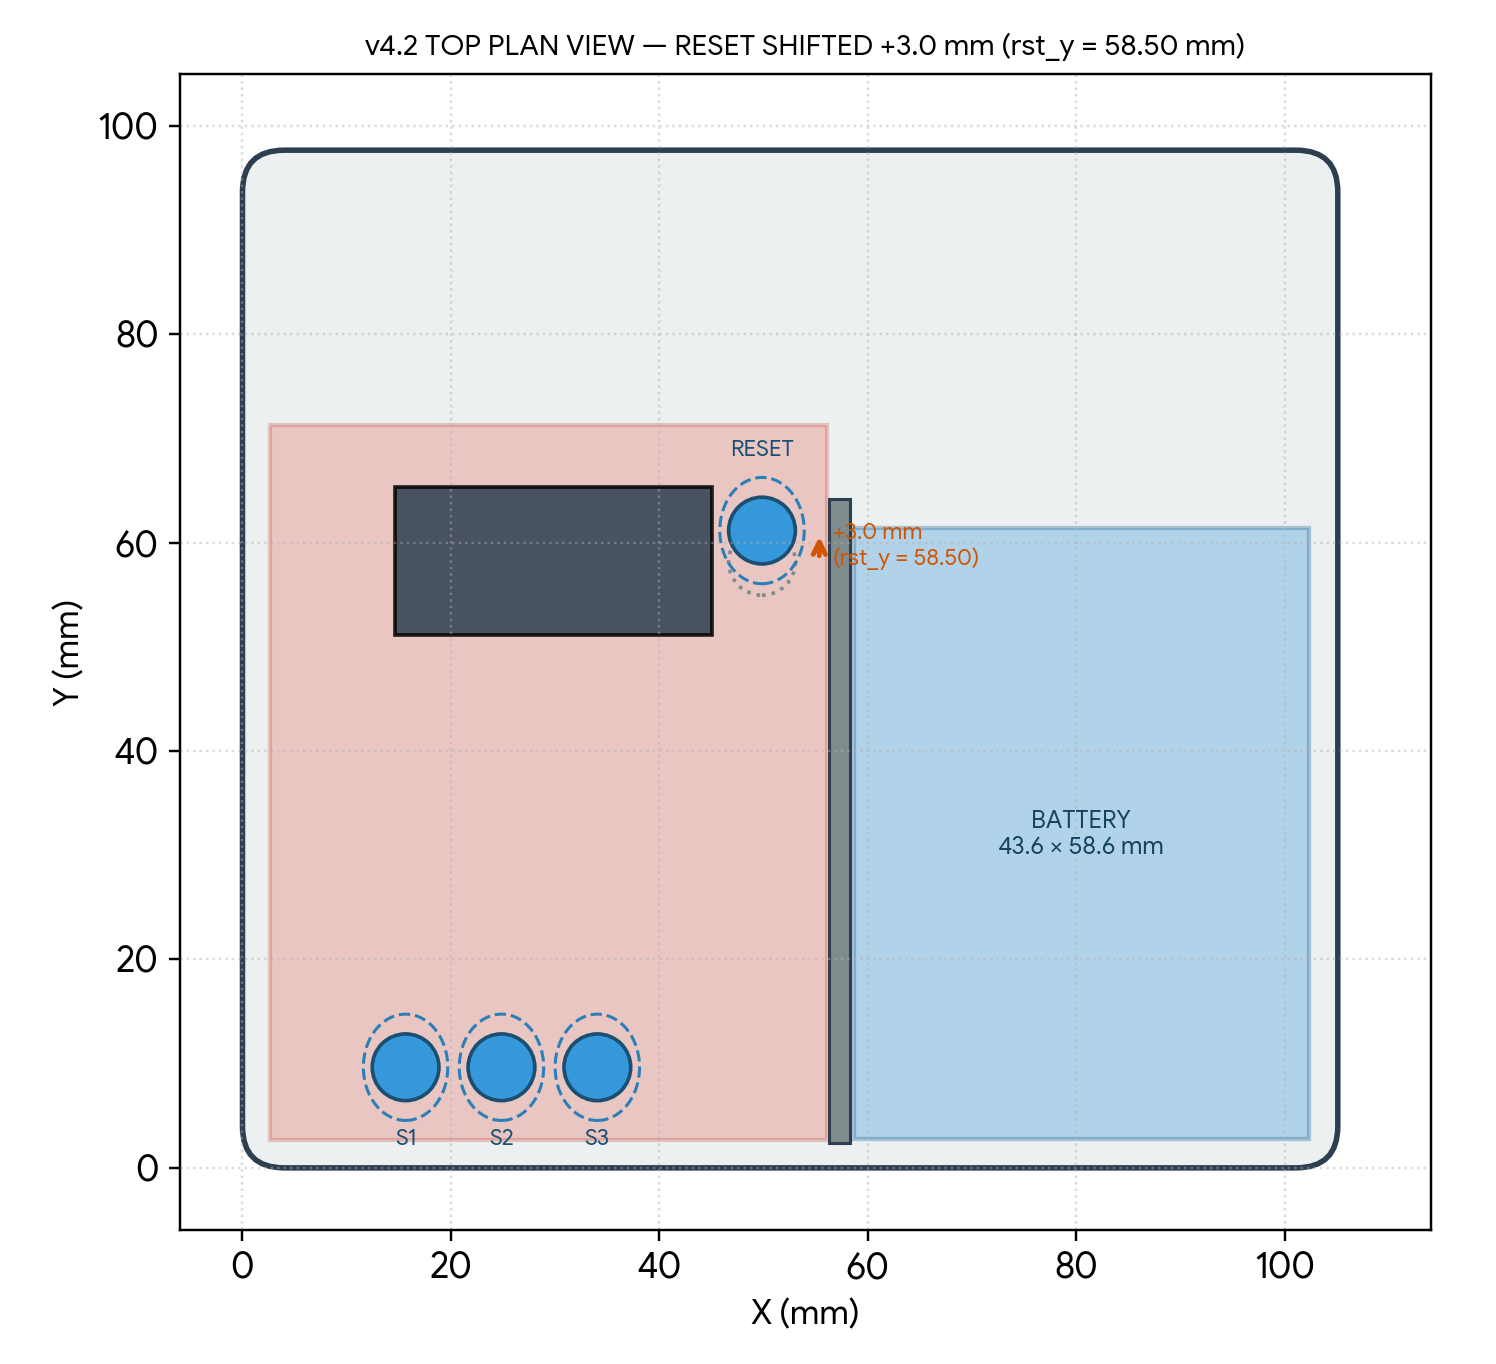 v4.2 TOP PLAN VIEW — RESET SHIFTED +3.0 mm (rst_y = 58.50 mm)
100
80
60
40
20
0
Y (mm)
RESET
+3.0 mm
(rst_y = 58.50)
BATTERY
43.6 × 58.6 mm
S1
S2
S3
0
20
40
60
80
100
X (mm)